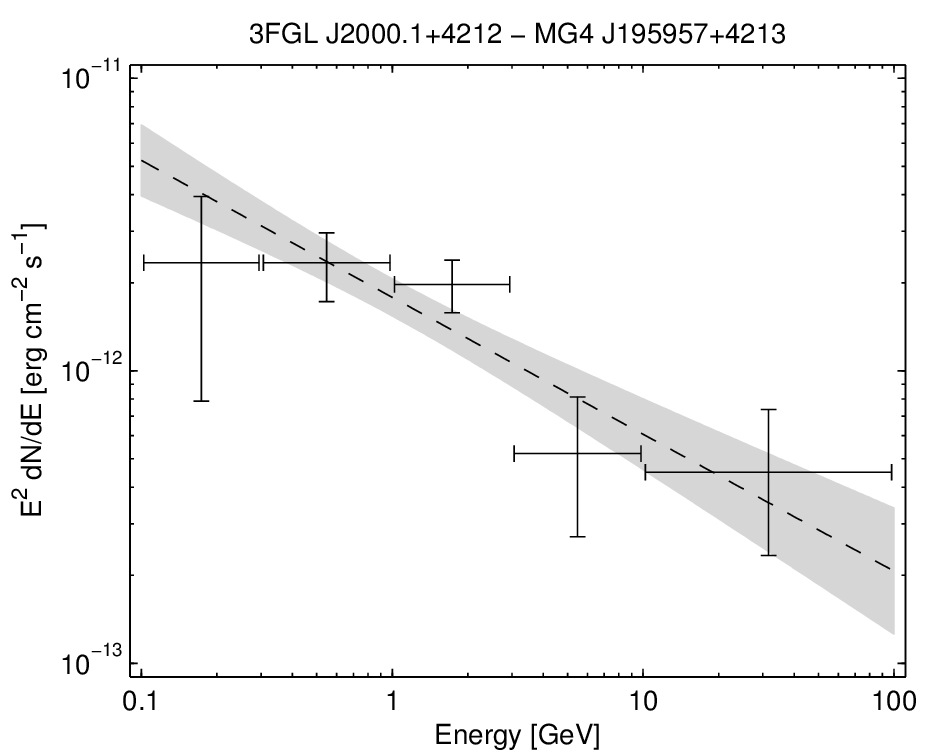 3FGL J2000.1+4212 − MG4 J195957+4213
10⁻¹¹
10⁻¹²
10⁻¹³
E² dN/dE [erg cm⁻² s⁻¹]
0.1 1 10 100
Energy [GeV]